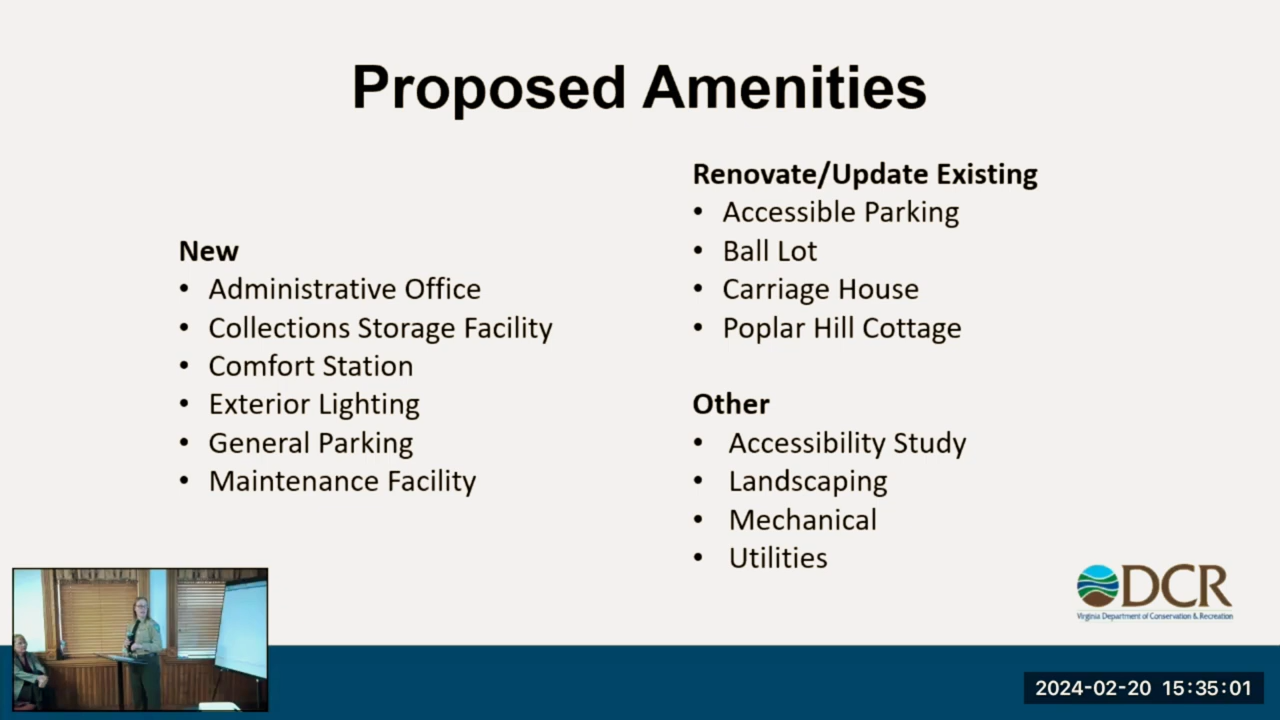 Proposed Amenities
New
• Administrative Office
• Collections Storage Facility
• Comfort Station
• Exterior Lighting
• General Parking
• Maintenance Facility
Renovate/Update Existing
• Accessible Parking
• Ball Lot
• Carriage House
• Poplar Hill Cottage
Other
• Accessibility Study
• Landscaping
• Mechanical
• Utilities
DCR
Virginia Department of Conservation & Recreation
2024-02-20 15:35:01